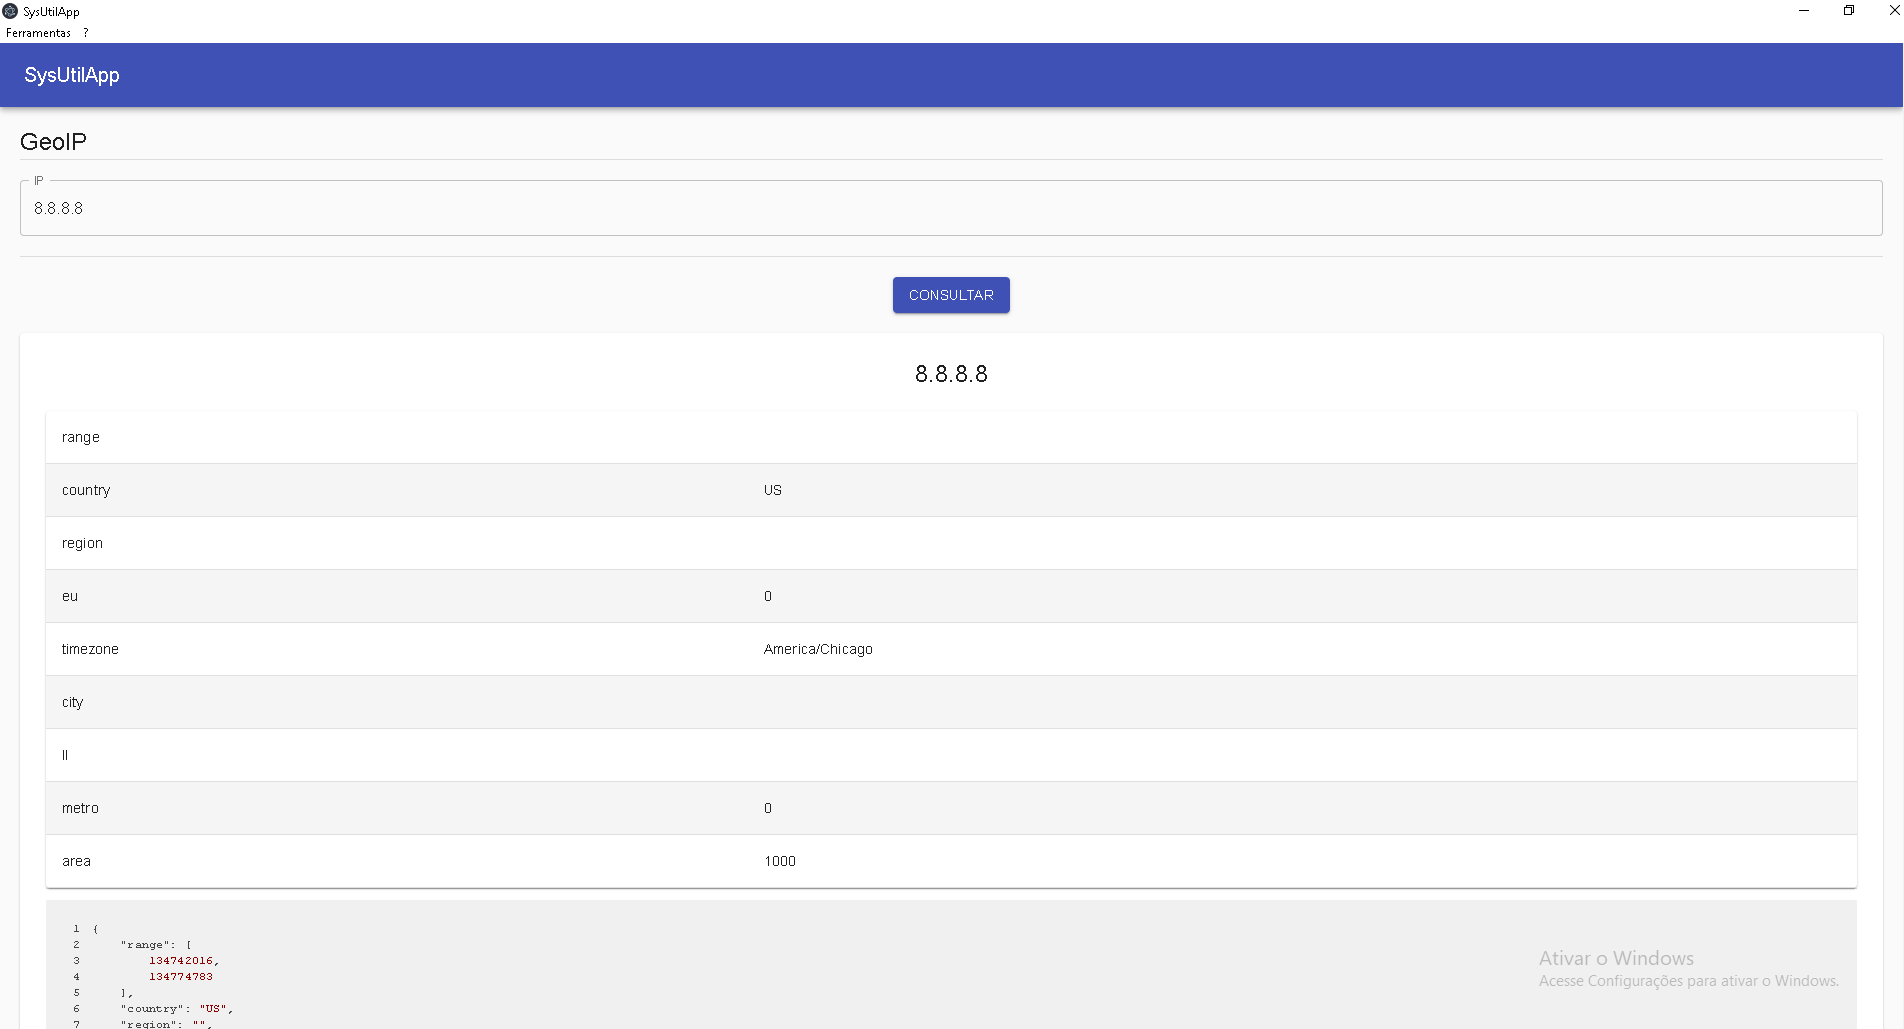 SysUtilApp
Ferramentas ?
SysUtilApp
GeoIP
IP
8.8.8.8
CONSULTAR
8.8.8.8
range
country US
region
eu 0
timezone America/Chicago
city
ll
metro 0
area 1000
1 {
2 "range": [
3 134742016,
4 134774783
5 ],
6 "country": "US",
7 "region": "",
Ativar o Windows
Acesse Configurações para ativar o Windows.